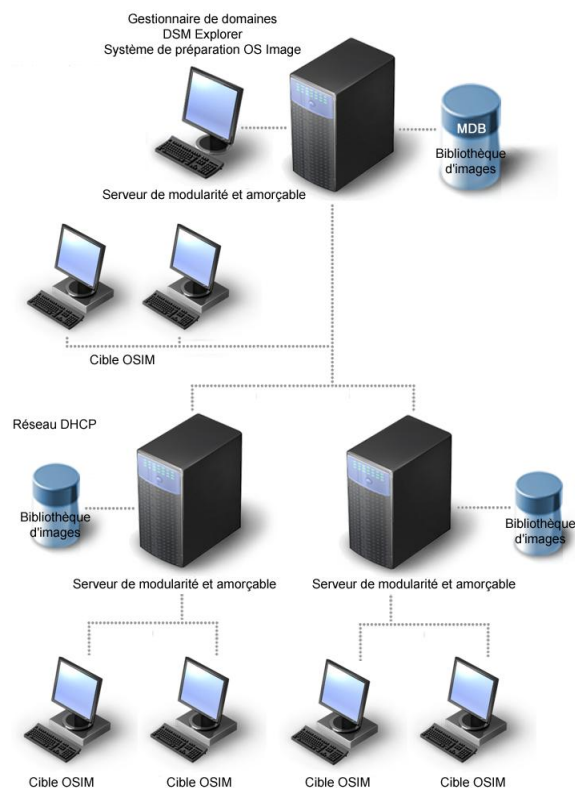 Gestionnaire de domaines
DSM Explorer
Système de préparation OS Image
MDB
Bibliothèque
d'images
Serveur de modularité et amorçable
Cible OSIM
Réseau DHCP
Bibliothèque
d'images
Bibliothèque
d'images
Serveur de modularité et amorçable
Serveur de modularité et amorçable
Cible OSIM
Cible OSIM
Cible OSIM
Cible OSIM